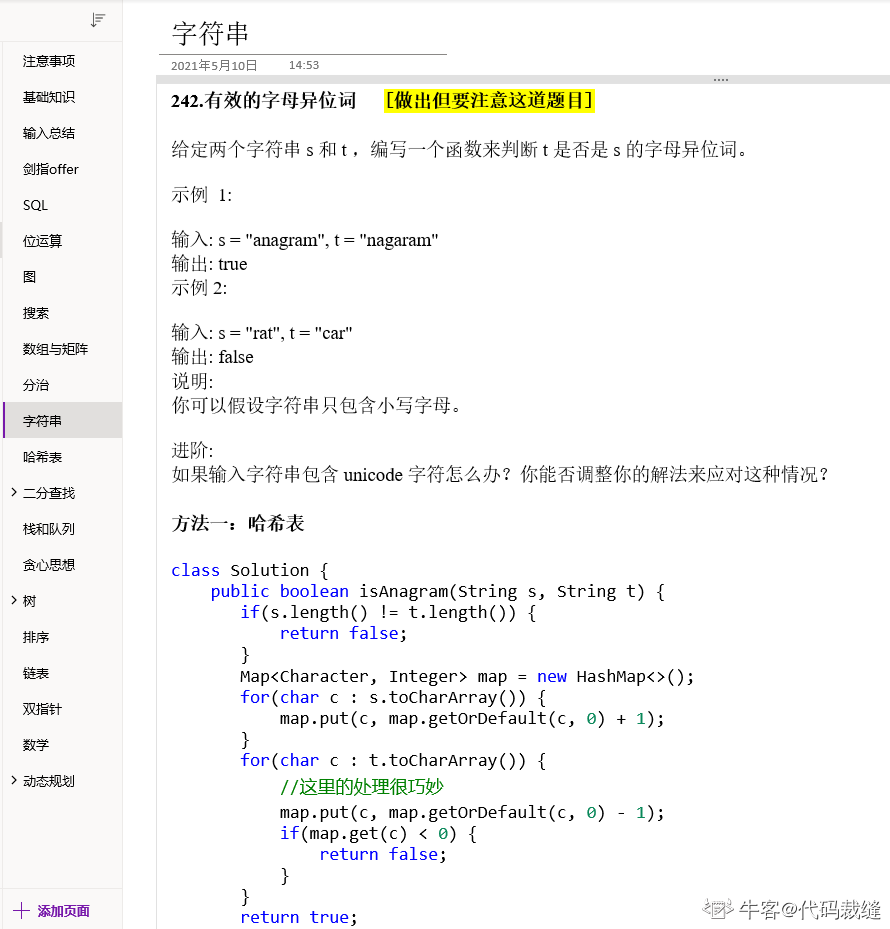 字符串
2021年5月10日 14:53
注意事项
基础知识
输入总结
剑指offer
SQL
位运算
图
搜索
数组与矩阵
分治
字符串
哈希表
二分查找
栈和队列
贪心思想
树
排序
链表
双指针
数学
动态规划
添加页面
242.有效的字母异位词 [做出但要注意这道题目]
给定两个字符串 s 和 t ，编写一个函数来判断 t 是否是 s 的字母异位词。
示例 1:
输入: s = "anagram", t = "nagaram"
输出: true
示例 2:
输入: s = "rat", t = "car"
输出: false
说明:
你可以假设字符串只包含小写字母。
进阶:
如果输入字符串包含 unicode 字符怎么办？你能否调整你的解法来应对这种情况？
方法一：哈希表
class Solution {
    public boolean isAnagram(String s, String t) {
       if(s.length() != t.length()) {
           return false;
       }
       Map<Character, Integer> map = new HashMap<>();
       for(char c : s.toCharArray()) {
           map.put(c, map.getOrDefault(c, 0) + 1);
       }
       for(char c : t.toCharArray()) {
           //这里的处理很巧妙
           map.put(c, map.getOrDefault(c, 0) - 1);
           if(map.get(c) < 0) {
               return false;
           }
       }
       return true;
牛客@代码裁缝